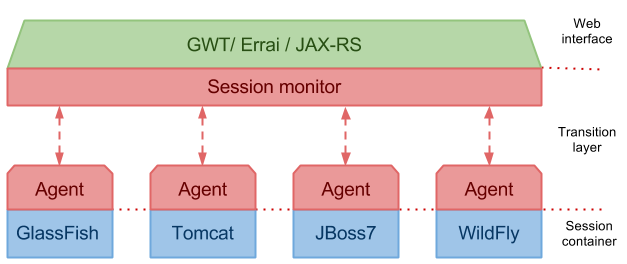 GWT/ Errai / JAX-RS
Web
interface
Session monitor
Transition
layer
Agent
Agent
Agent
Agent
GlassFish
Tomcat
JBoss7
WildFly
Session
container